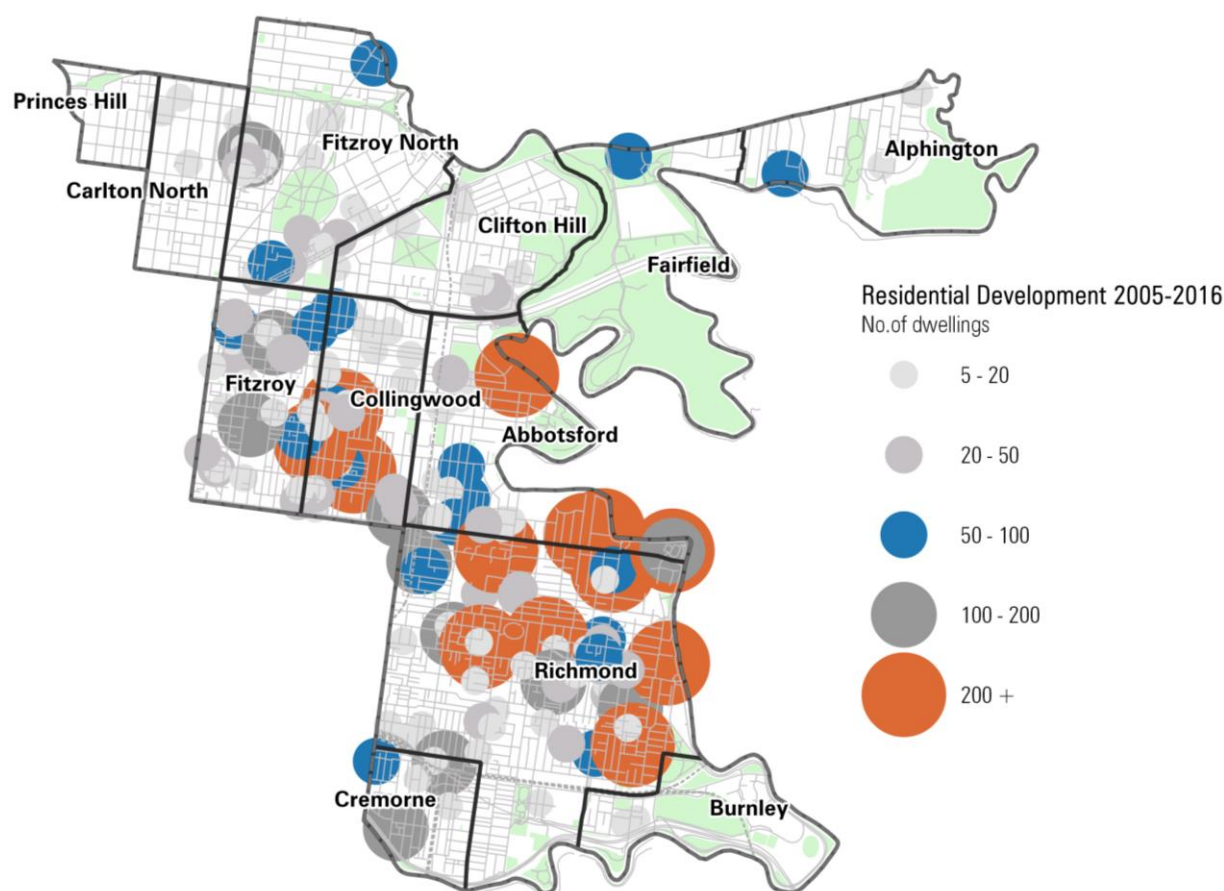 Princes Hill
Fitzroy North
Carlton North
Alphington
Clifton Hill
Fairfield
Residential Development 2005-2016
No.of dwellings
5 - 20
Fitzroy
Collingwood
Abbotsford
20 - 50
50 - 100
100 - 200
Richmond
200 +
Cremorne
Burnley